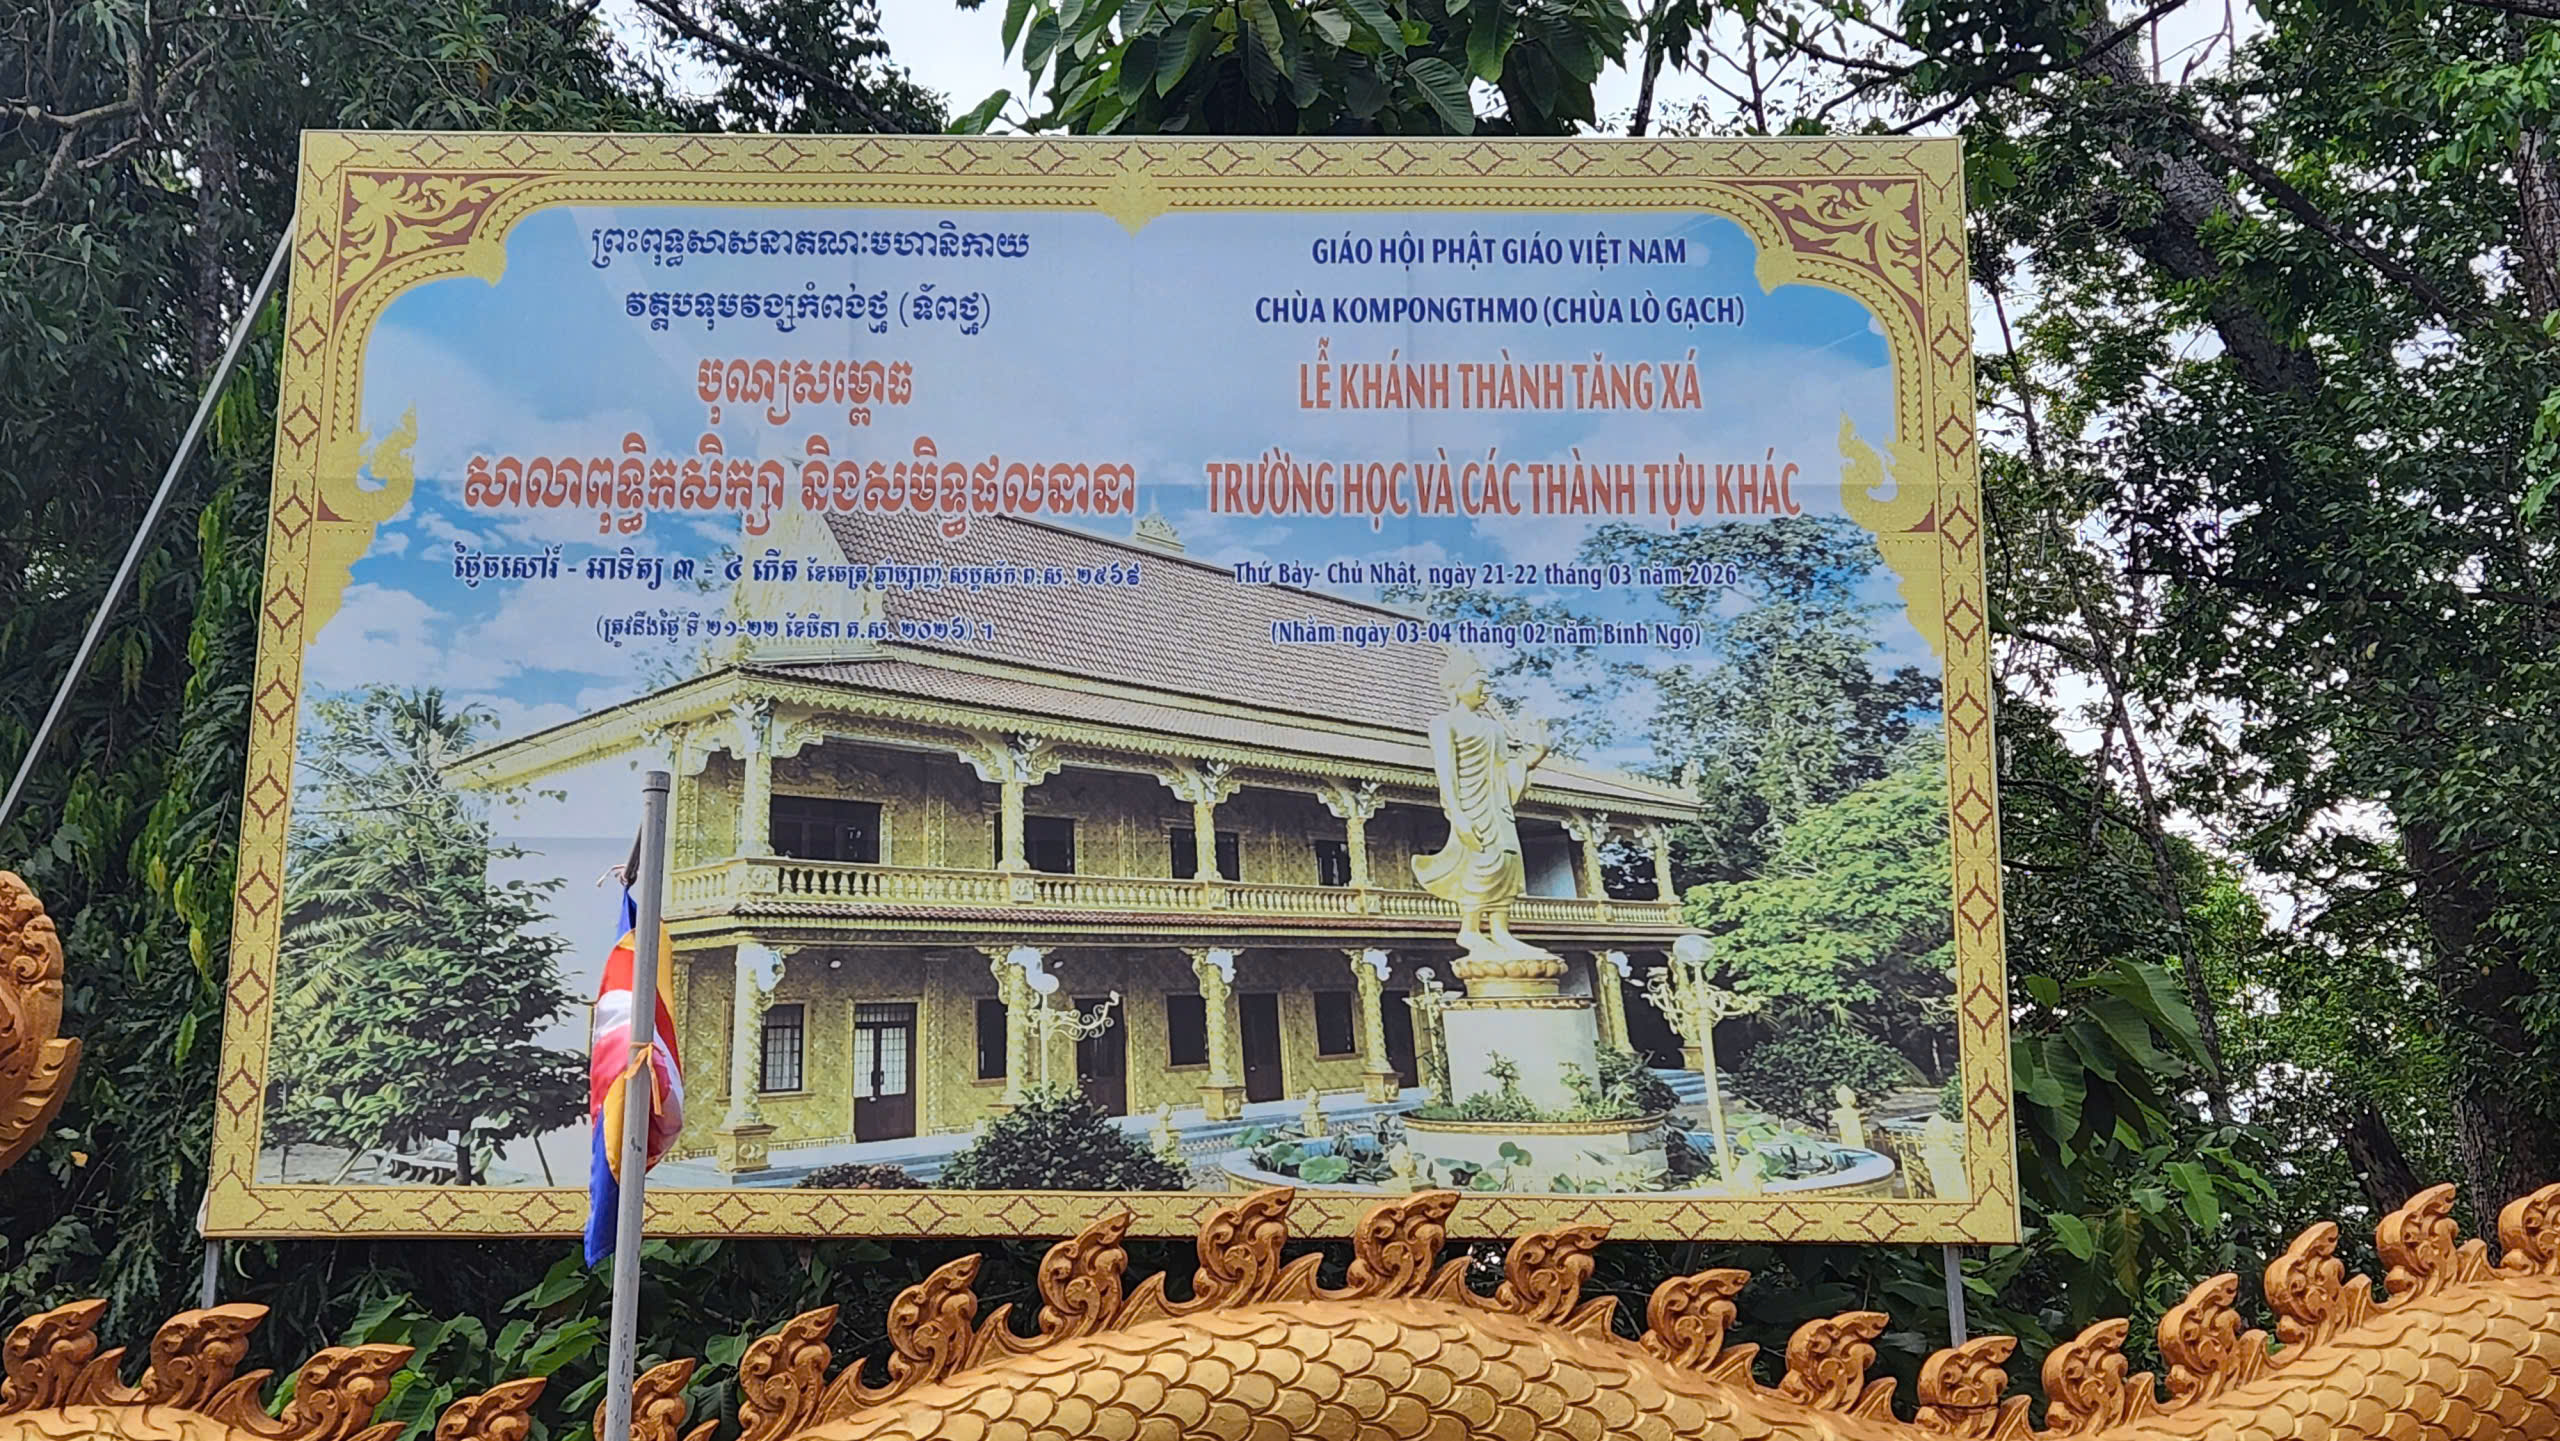 ព្រះពុទ្ធសាសនាគណៈមហានិកាយ
វត្តបទុមវង្សកំពង់ថ្ម (ទ័ពថ្ម)
បុណ្យសម្ពោធ
សាលាពុទ្ធិកសិក្សា និងសមិទ្ធផលនានា
ថ្ងៃចសៅរ៍ - អាទិត្យ ៣ - ៤ កើត ខែចេត្រ ឆ្នាំម្សាញ់ សប្តស័ក ព.ស. ២៥៦៩
(ត្រូវនឹងថ្ងៃ ទី ២១-២២ ខែមីនា គ.ស. ២០២៦) ។
GIÁO HỘI PHẬT GIÁO VIỆT NAM
CHÙA KOMPONGTHMO (CHÙA LÒ GẠCH)
LỄ KHÁNH THÀNH TĂNG XÁ
TRƯỜNG HỌC VÀ CÁC THÀNH TỰU KHÁC
Thứ Bảy- Chủ Nhật, ngày 21-22 tháng 03 năm 2026
(Nhằm ngày 03-04 tháng 02 năm Bính Ngọ)